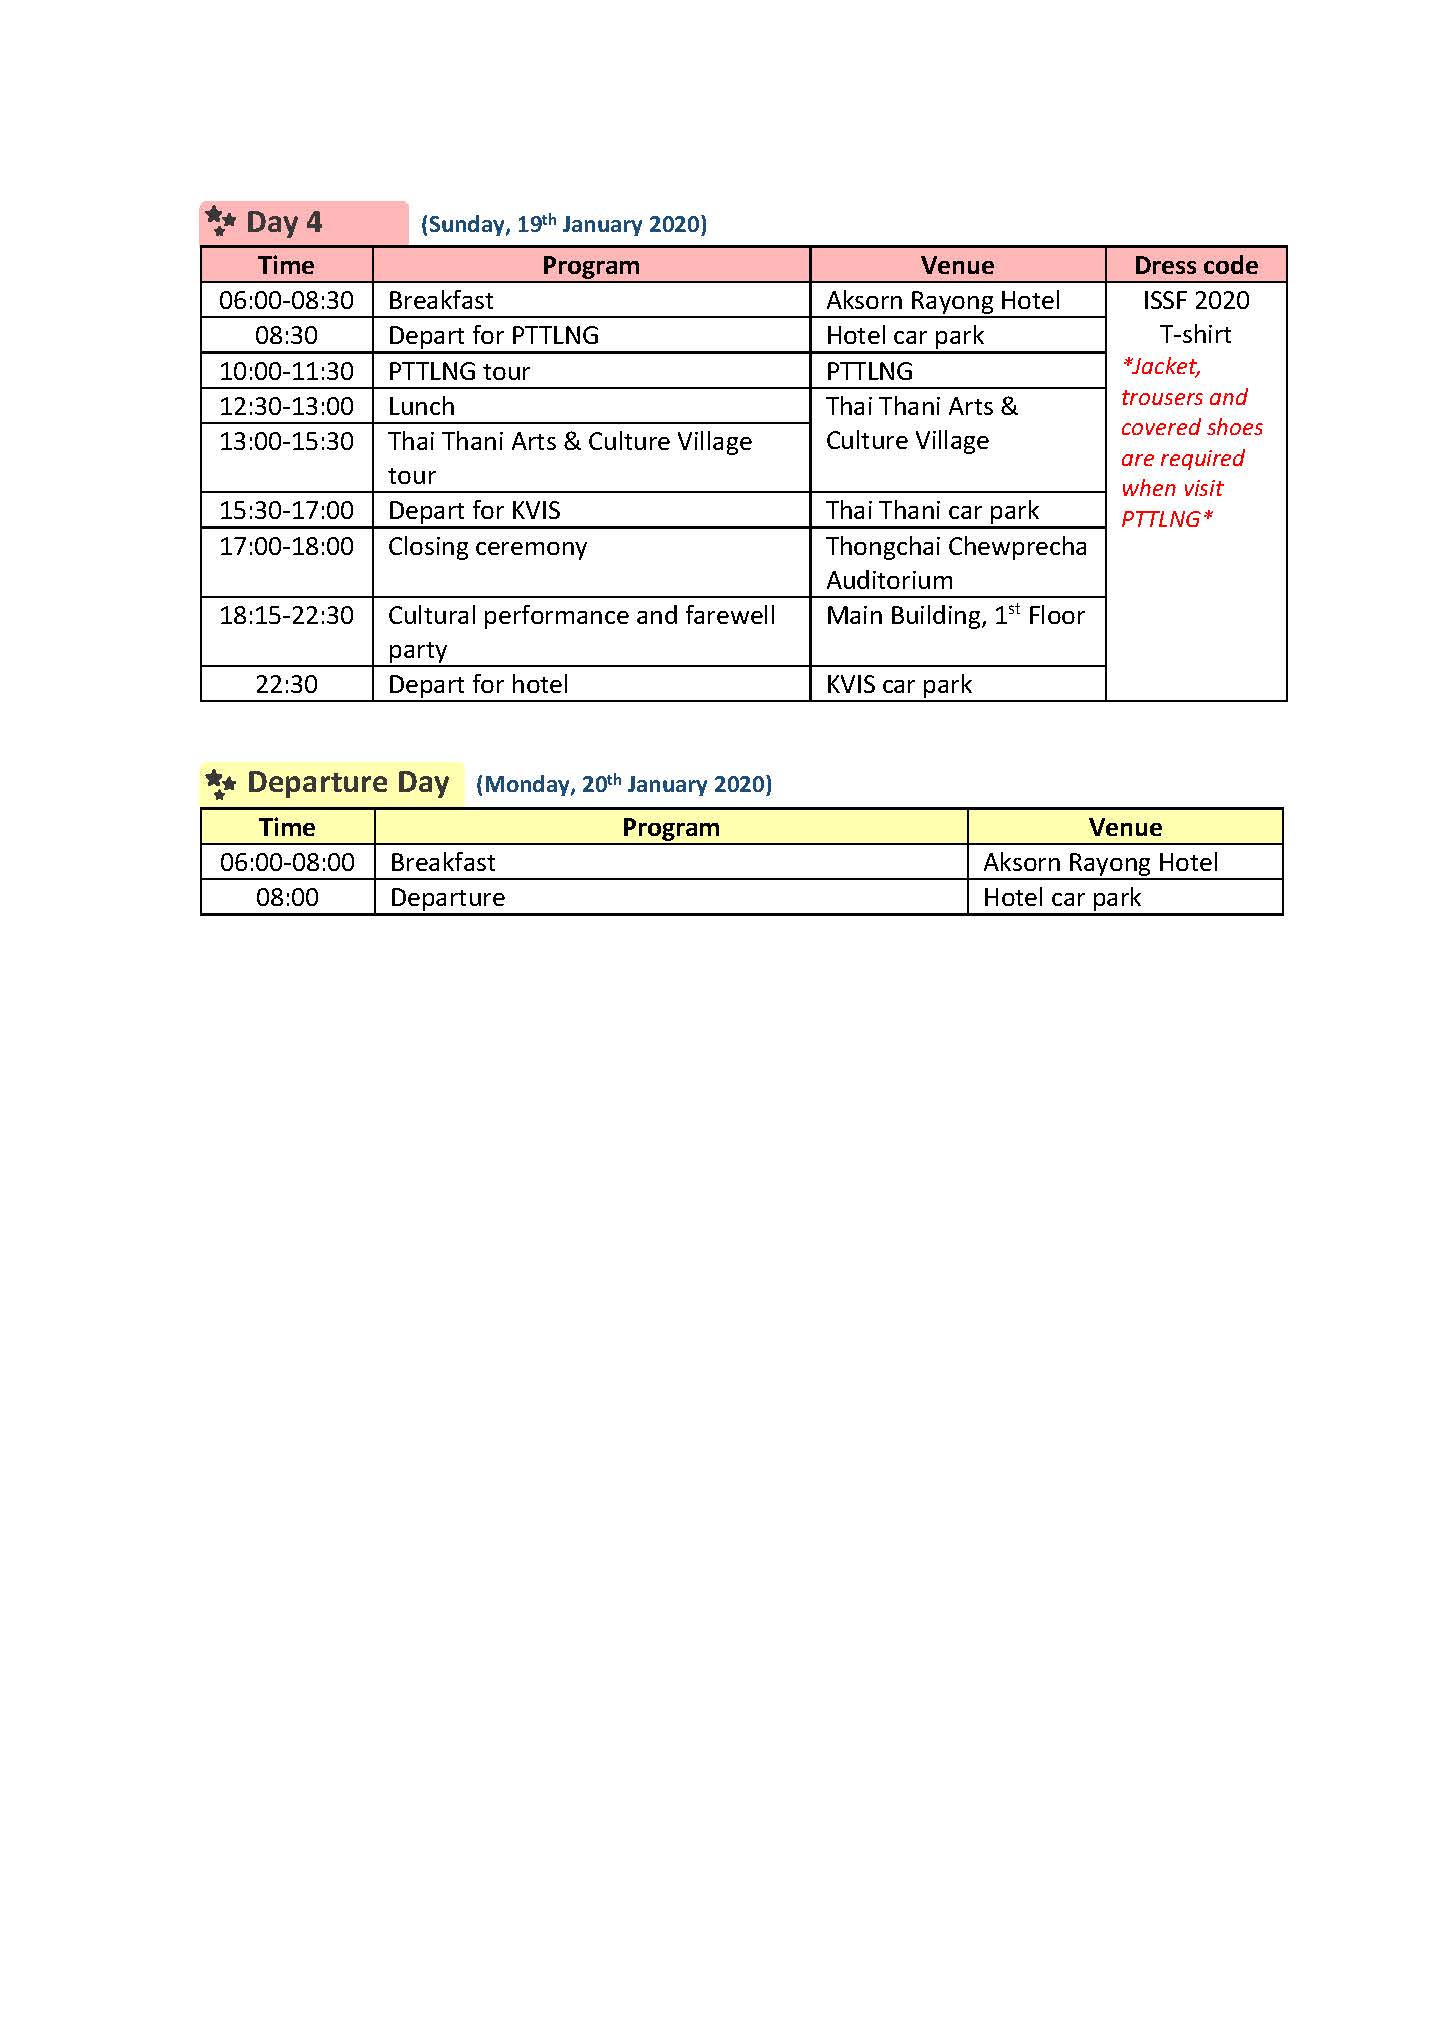 Day 4 (Sunday, 19th January 2020)
Time Program Venue Dress code
06:00-08:30 Breakfast Aksorn Rayong Hotel ISSF 2020
08:30 Depart for PTTLNG Hotel car park T-shirt
10:00-11:30 PTTLNG tour PTTLNG *Jacket,
trousers and
12:30-13:00 Lunch Thai Thani Arts &
covered shoes
13:00-15:30 Thai Thani Arts & Culture Village Culture Village
are required
tour
when visit
15:30-17:00 Depart for KVIS Thai Thani car park PTTLNG*
17:00-18:00 Closing ceremony Thongchai Chewprecha
Auditorium
18:15-22:30 Cultural performance and farewell Main Building, 1st Floor
party
22:30 Depart for hotel KVIS car park
Departure Day (Monday, 20th January 2020)
Time Program Venue
06:00-08:00 Breakfast Aksorn Rayong Hotel
08:00 Departure Hotel car park